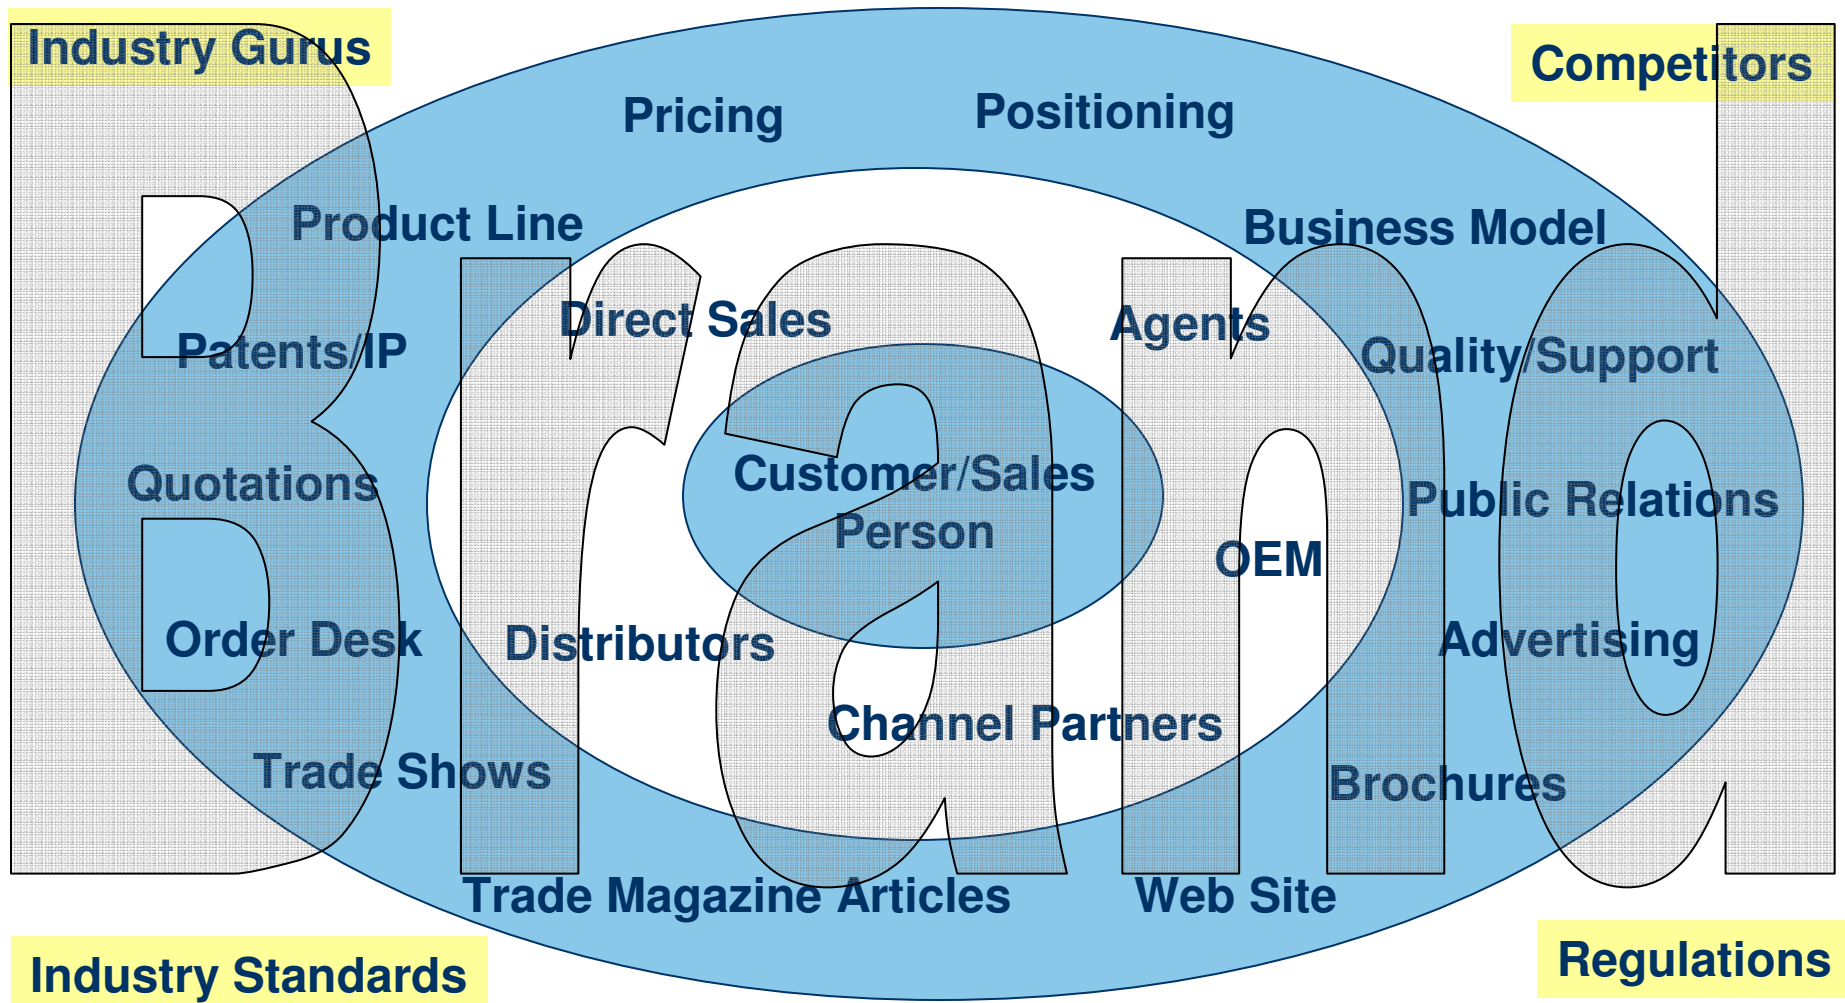 Industry Gurus
Competitors
Pricing
Positioning
Product Line
Business Model
Direct Sales
Agents
Patents/IP
Quality/Support
Brand
Customer/Sales
Person
Quotations
Public Relations
OEM
Order Desk
Distributors
Advertising
Channel Partners
Trade Shows
Brochures
Trade Magazine Articles
Web Site
Industry Standards
Regulations